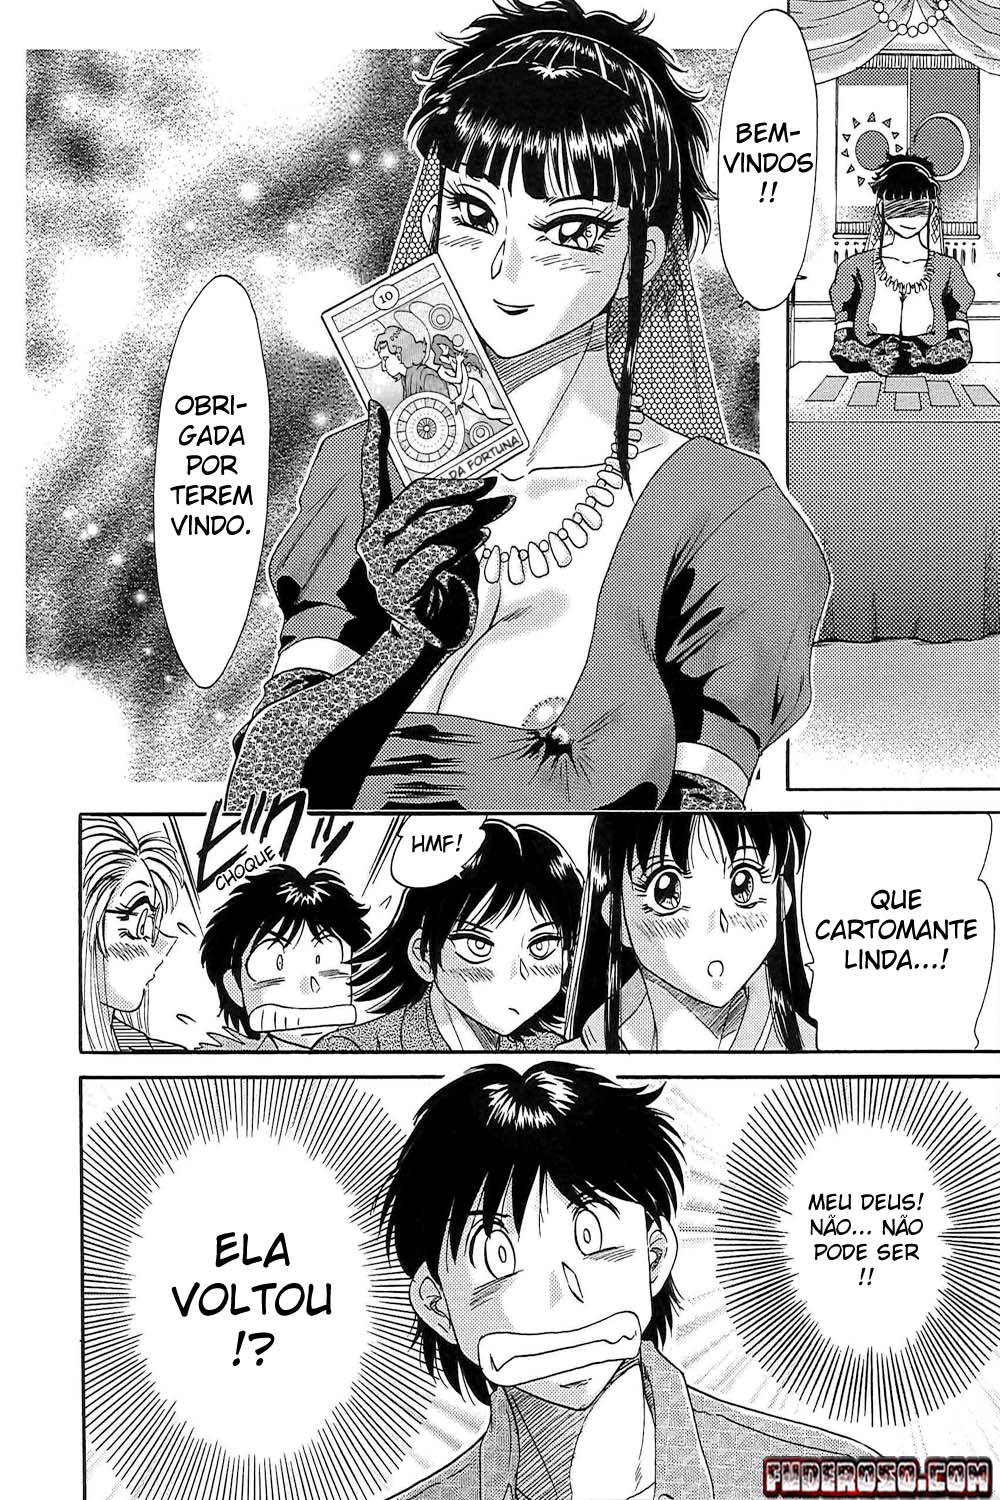 BEM-
VINDOS
!!
10
DA FORTUNA
OBRI-
GADA
POR
TEREM
VINDO.
QUE
CARTOMANTE
LINDA...!
HMF!
ビクッ
CHOQUE
MEU DEUS!
NÃO... NÃO
PODE SER
!!
ELA
VOLTOU
!?
FUDEROSO.COM